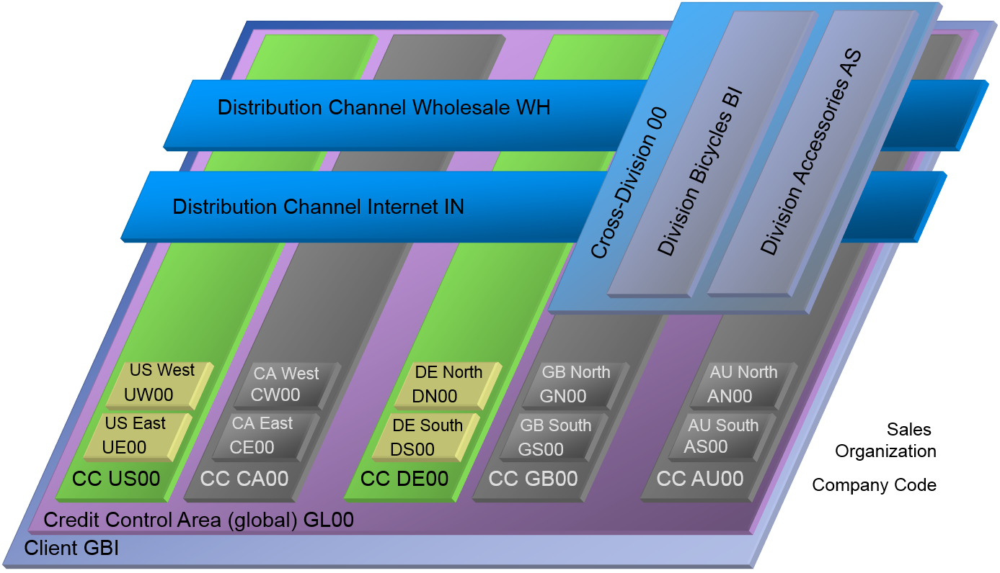 Distribution Channel Wholesale WH
Distribution Channel Internet IN
Cross-Division 00
Division Bicycles BI
Division Accessories AS
US West
UW00
US East
UE00
CC US00
CA West
CW00
CA East
CE00
CC CA00
DE North
DN00
DE South
DS00
CC DE00
GB North
GN00
GB South
GS00
CC GB00
AU North
AN00
AU South
AS00
CC AU00
Sales
Organization
Company Code
Credit Control Area (global) GL00
Client GBI